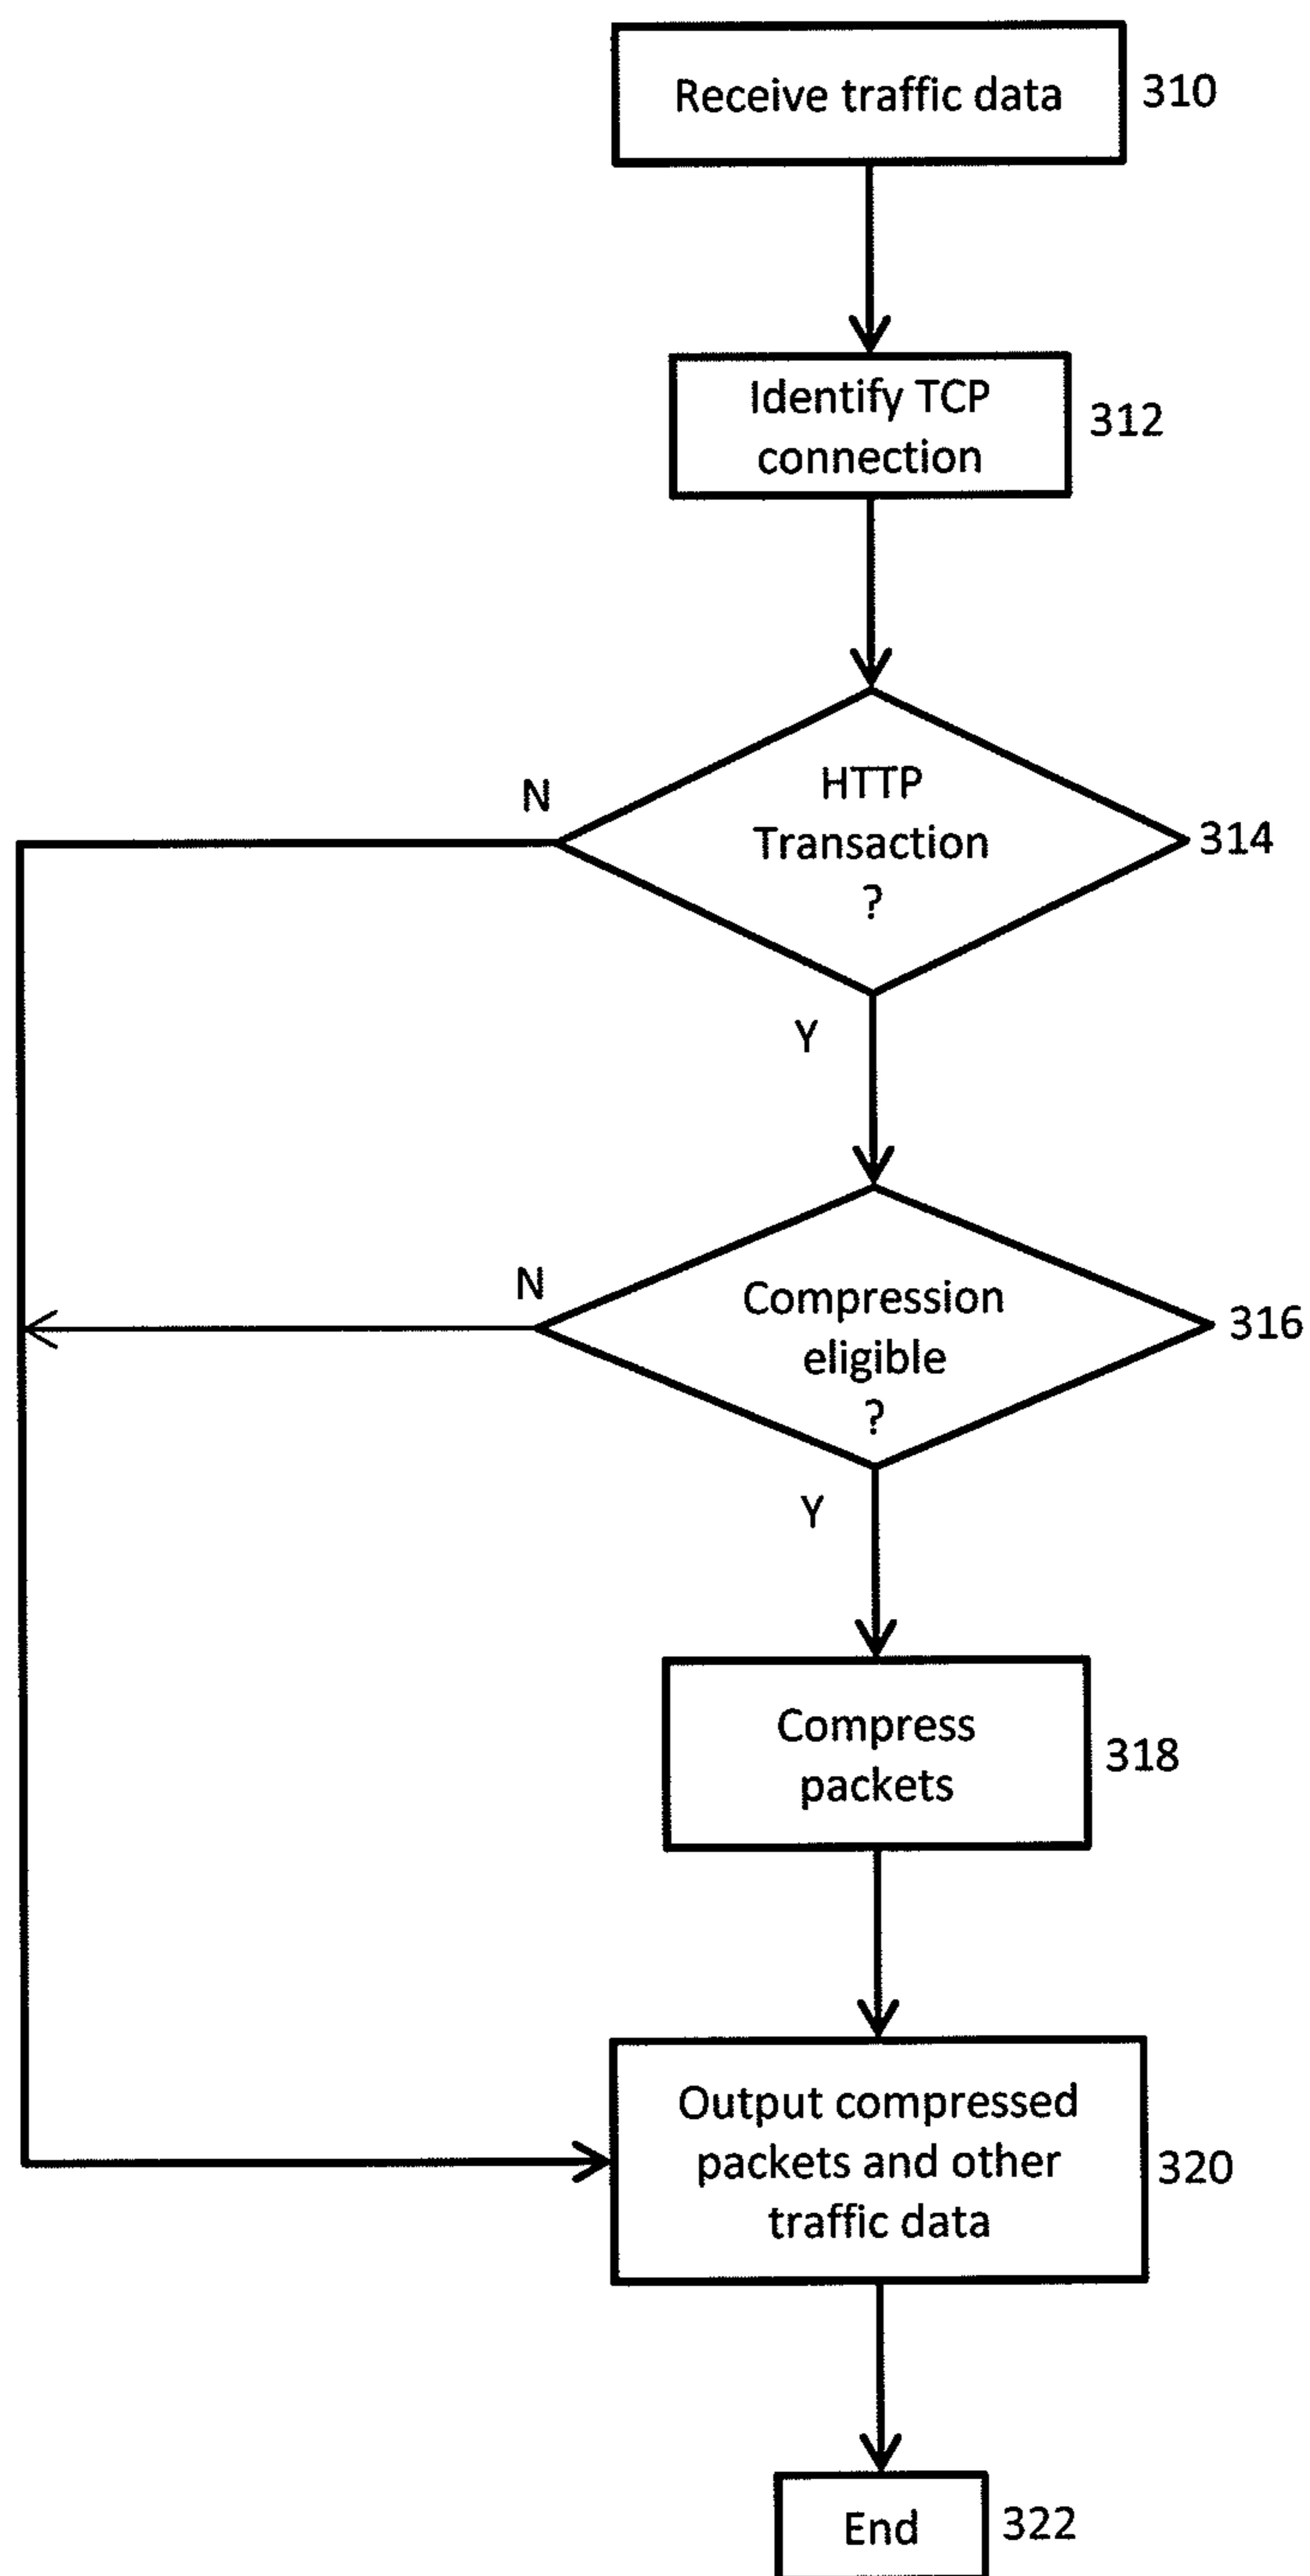 Receive traffic data
310
Identify TCP
connection
312
HTTP
Transaction
?
314
N
Y
Compression
eligible
?
316
N
Y
Compress
packets
318
Output compressed
packets and other
traffic data
320
End
322